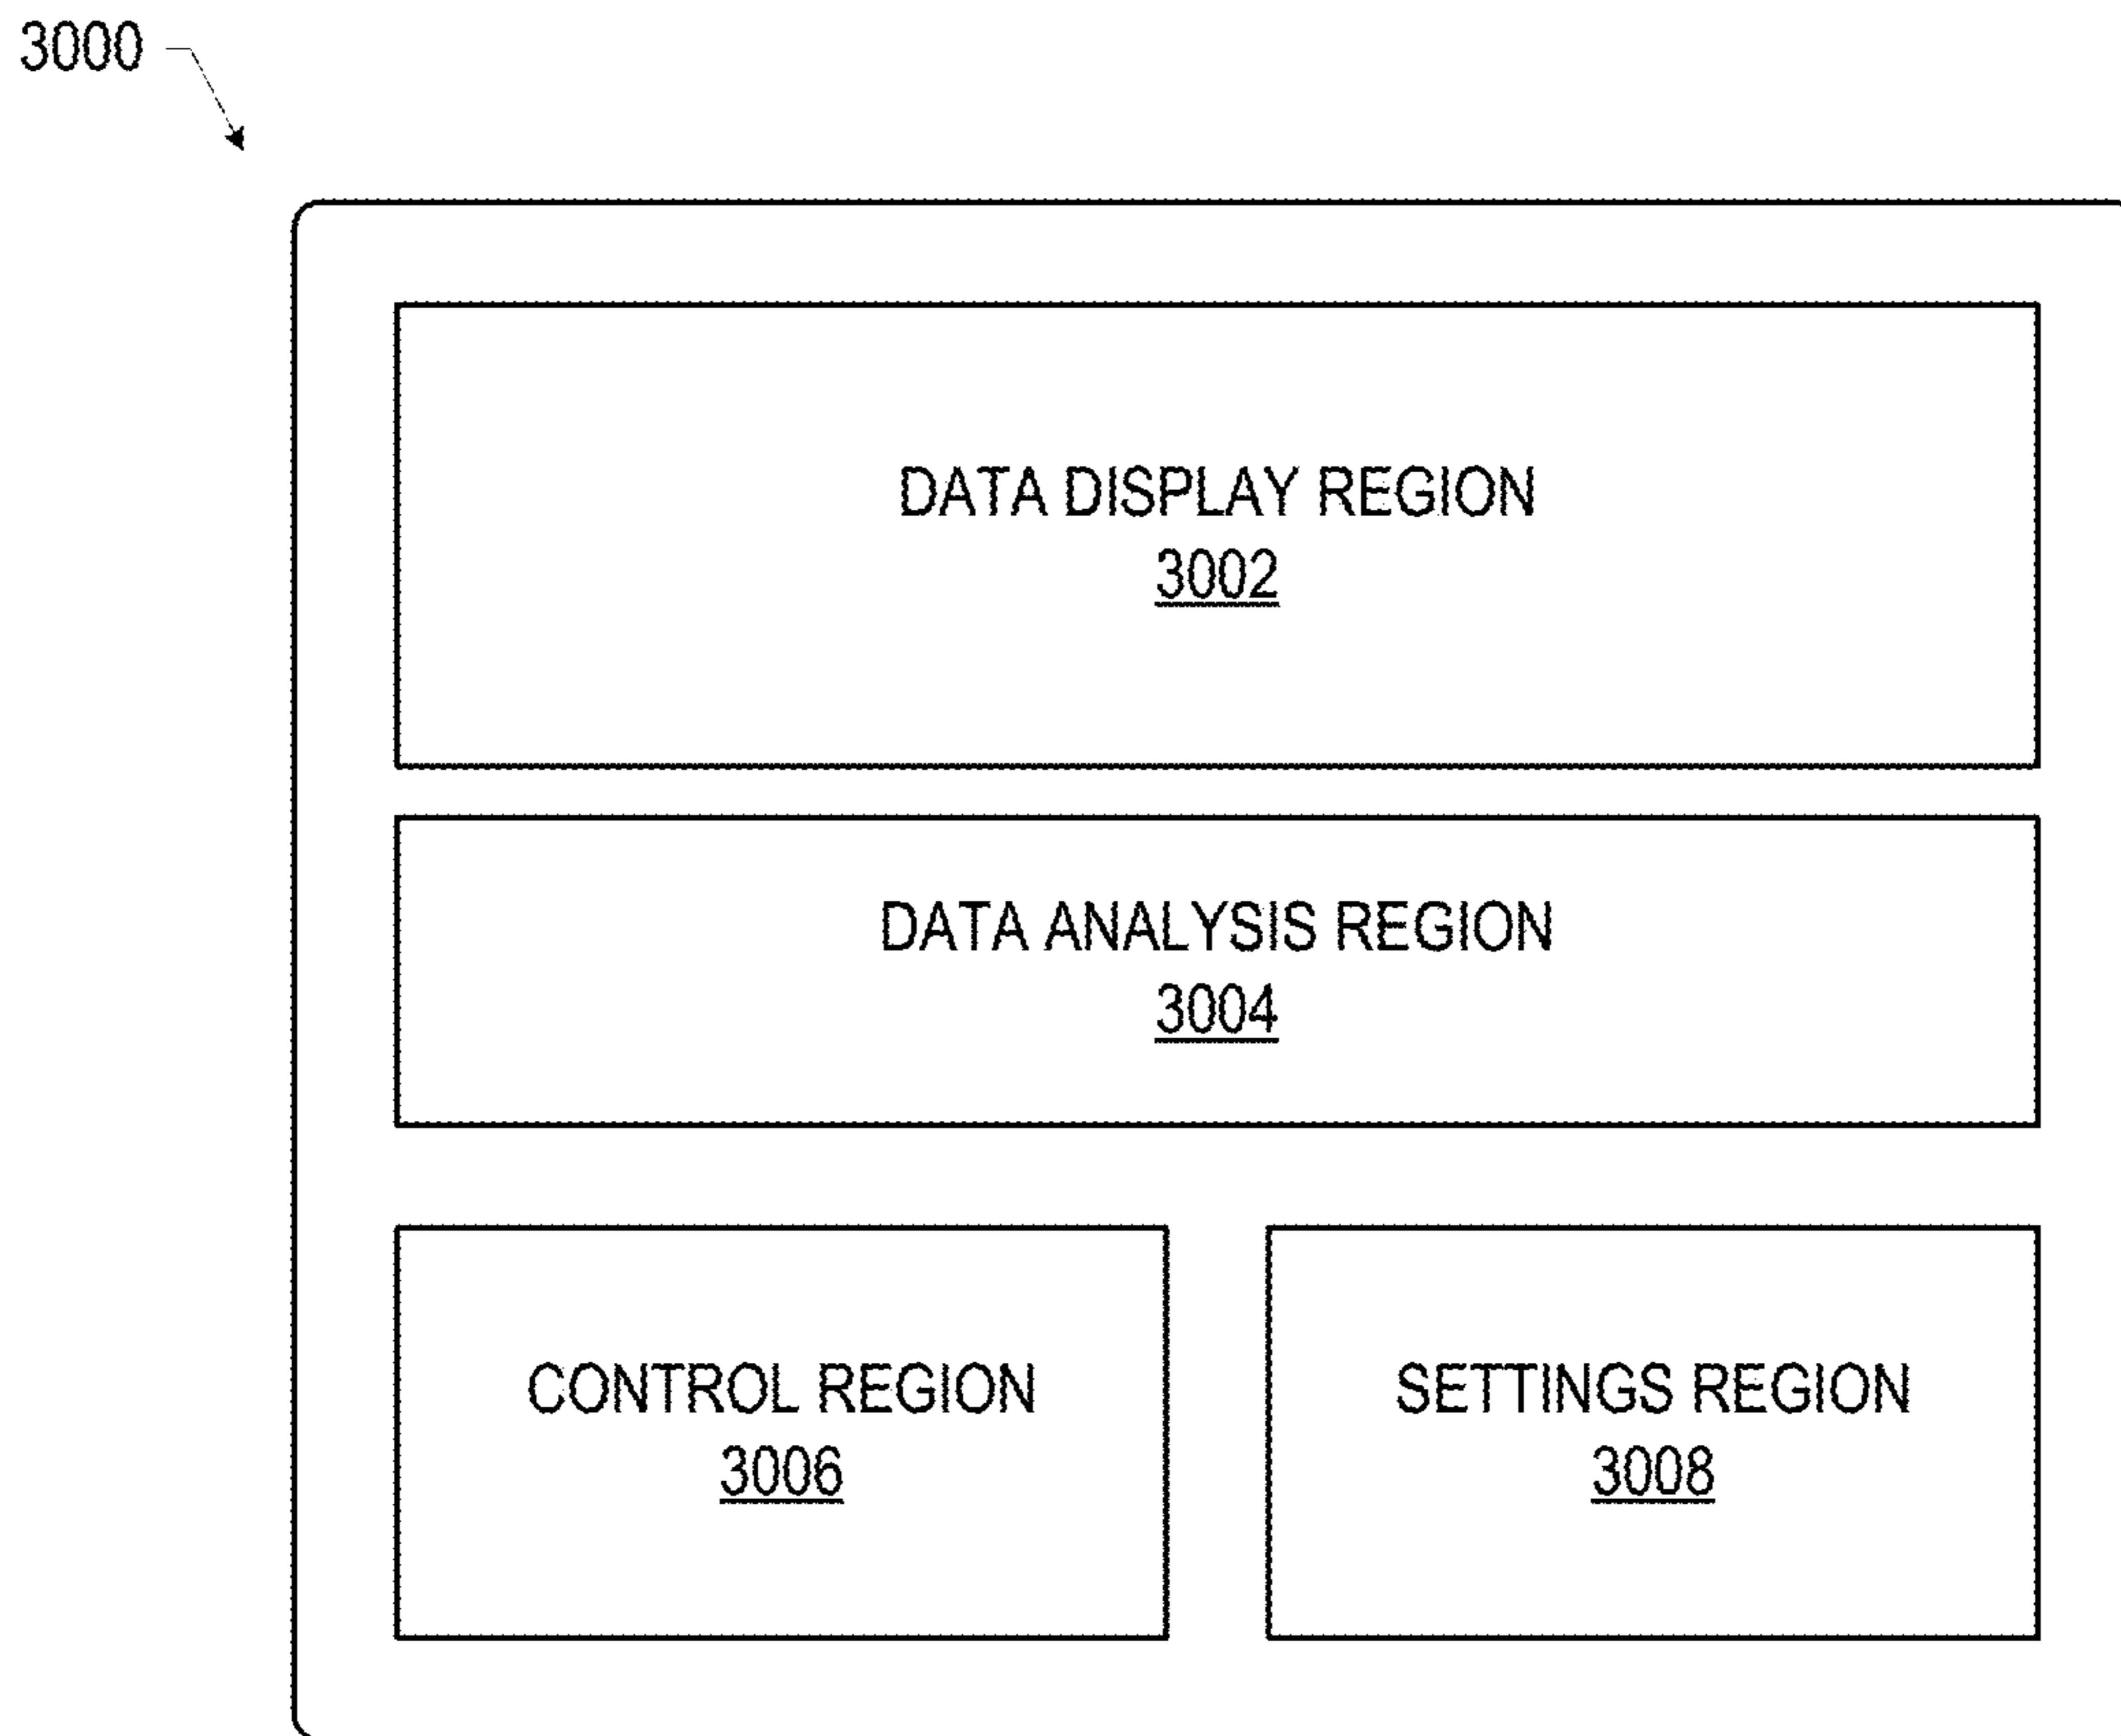 3000
DATA DISPLAY REGION
3002
DATA ANALYSIS REGION
3004
CONTROL REGION
3006
SETTINGS REGION
3008